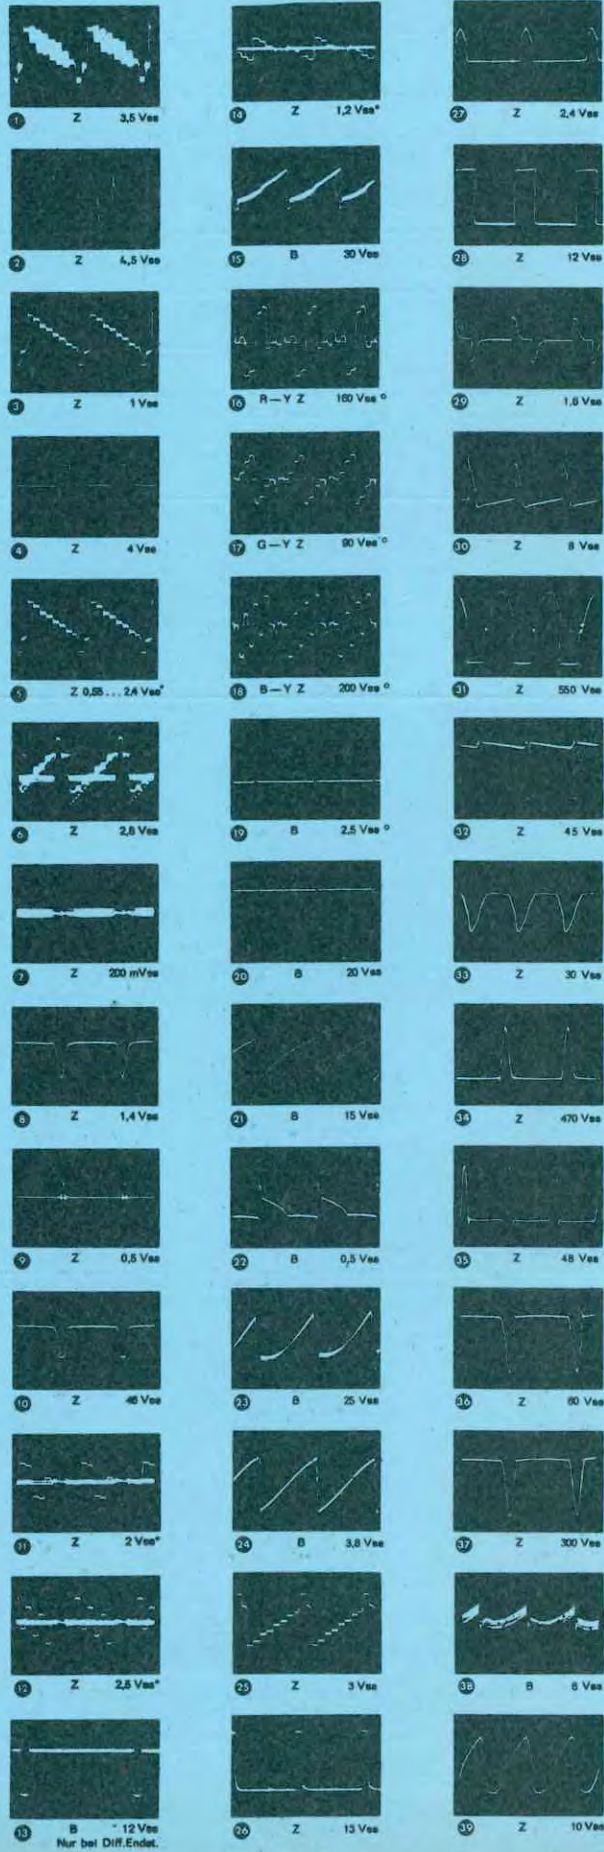 1 Z 3,5 Vss
2 Z 4,5 Vss
3 Z 1 Vss
4 Z 4 Vss
5 Z 0,55 ... 2,4 Vss*
6 Z 2,8 Vss
7 Z 200 mVss
8 Z 1,4 Vss
9 Z 0,5 Vss
10 Z 46 Vss
11 Z 2 Vss*
12 Z 2,8 Vss*
13 B 12 Vss
Nur bei Diff.Endst.
14 Z 1,2 Vss*
15 B 30 Vss
16 R—Y Z 160 Vss °
17 G—Y Z 90 Vss °
18 B—Y Z 200 Vss °
19 B 2,5 Vss °
20 B 20 Vss
21 B 15 Vss
22 B 0,5 Vss
23 B 25 Vss
24 B 3,8 Vss
25 Z 3 Vss
26 Z 13 Vss
27 Z 2,4 Vss
28 Z 12 Vss
29 Z 1,6 Vss
30 Z 8 Vss
31 Z 550 Vss
32 Z 45 Vss
33 Z 30 Vss
34 Z 470 Vss
35 Z 48 Vss
36 Z 60 Vss
37 Z 300 Vss
38 B 6 Vss
39 Z 10 Vss